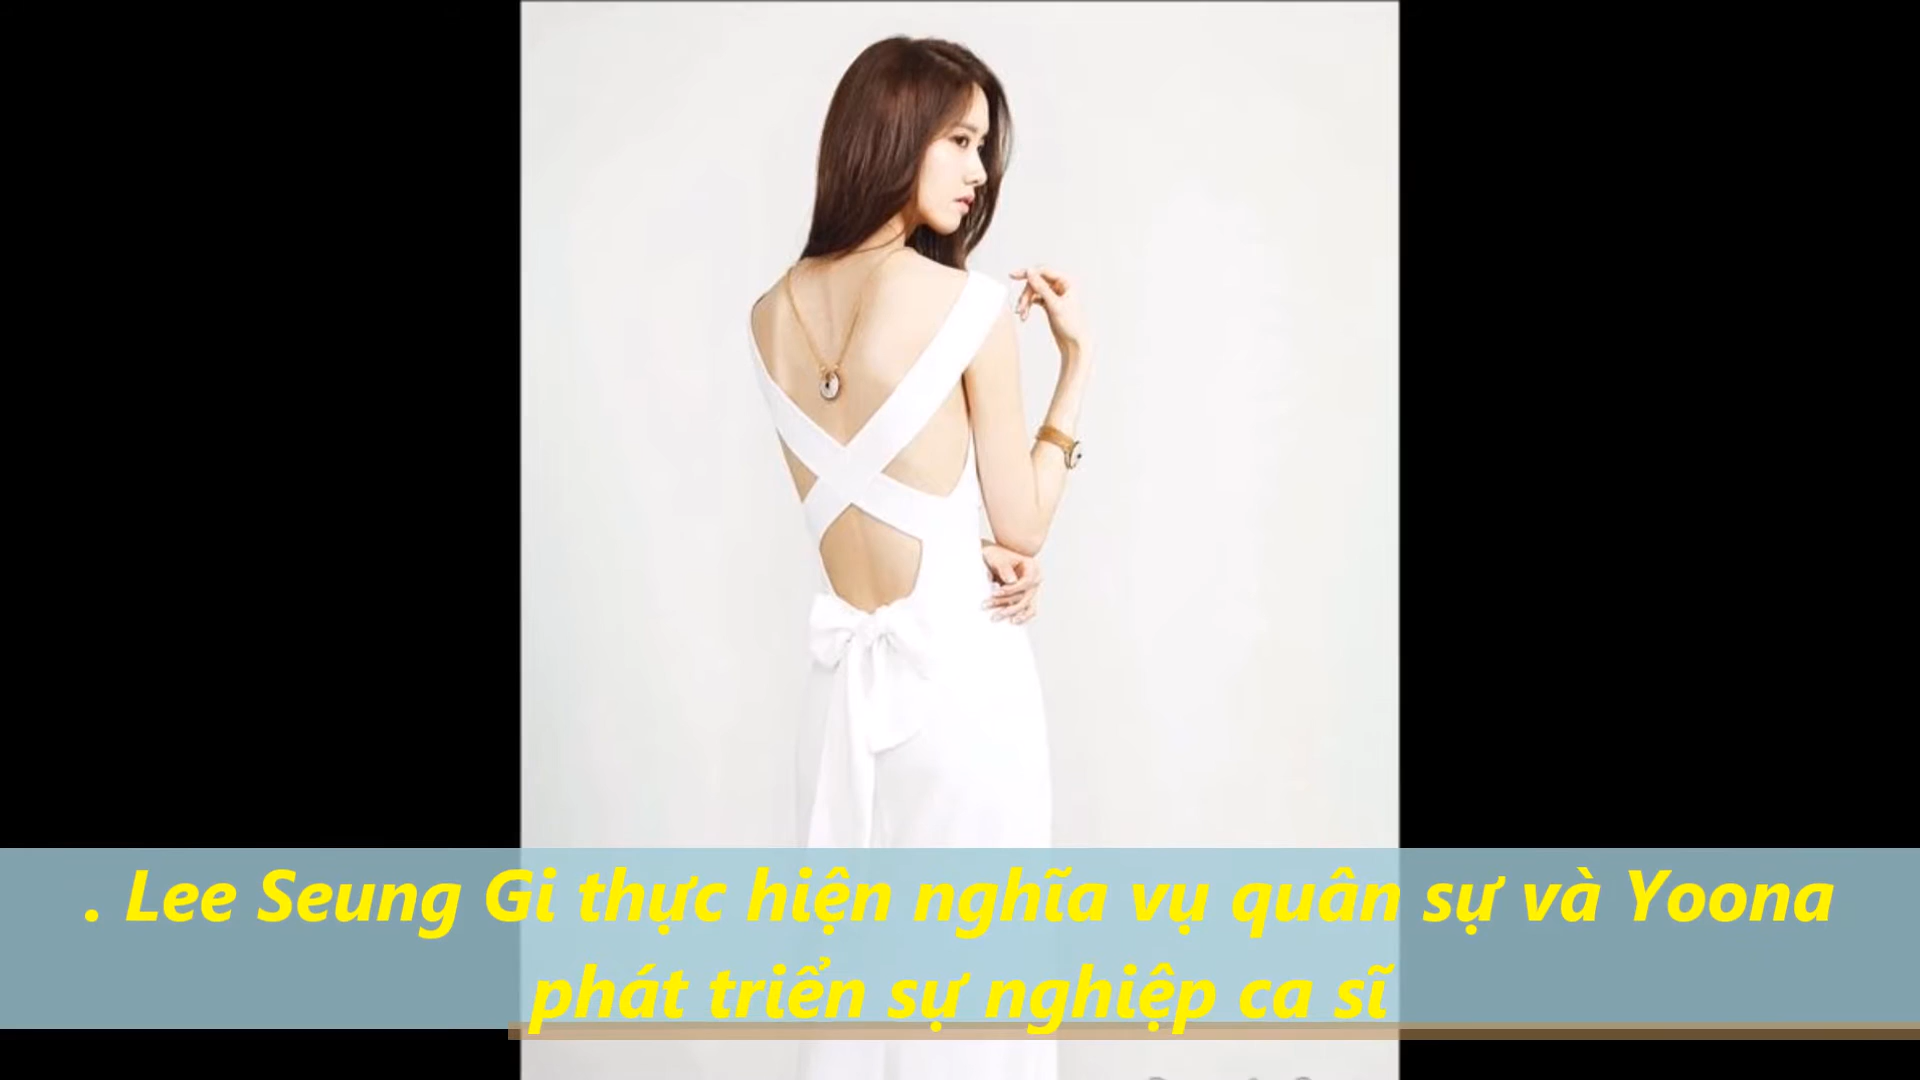 . Lee Seung Gi thực hiện nghĩa vụ quân sự và Yoona
phát triển sự nghiệp ca sĩ